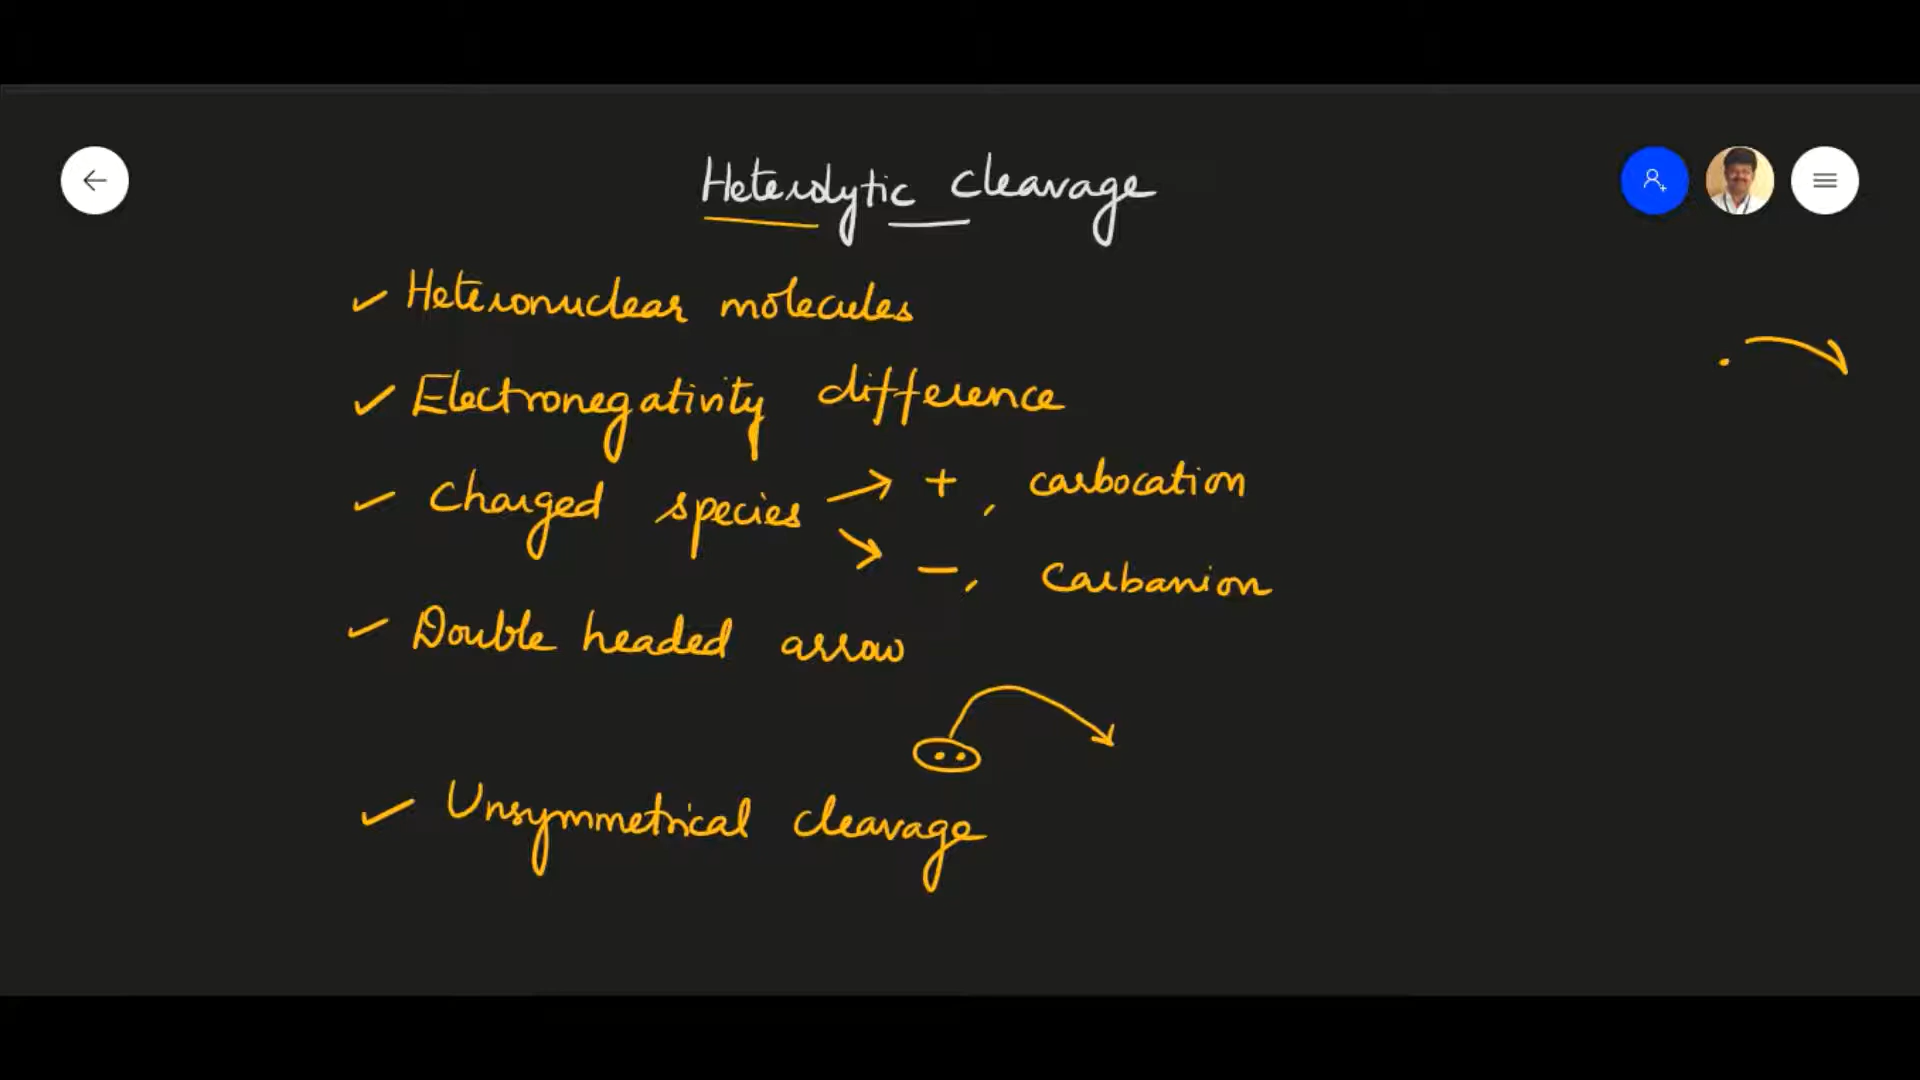 Heterolytic cleavage
✓ Heteronuclear molecules
✓ Electronegativity difference
✓ Charged species → +, carbocation
→ −, Carbanion
✓ Double headed arrow
✓ Unsymmetrical cleavage